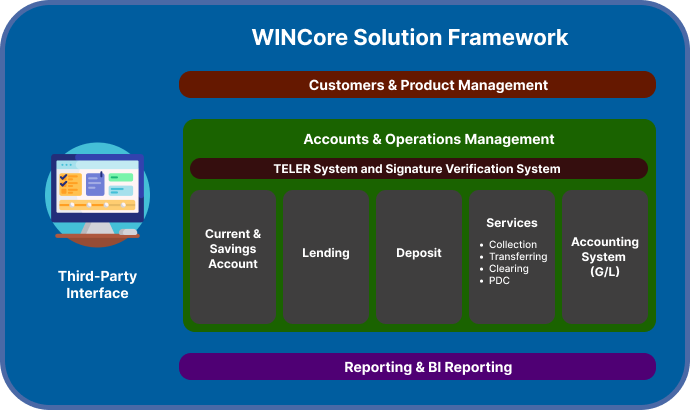 WINCore Solution Framework
Customers & Product Management
Accounts & Operations Management
TELER System and Signature Verification System
Current &
Savings
Account
Lending
Deposit
Services
• Collection
• Transferring
• Clearing
• PDC
Accounting
System
(G/L)
Third-Party
Interface
Reporting & BI Reporting